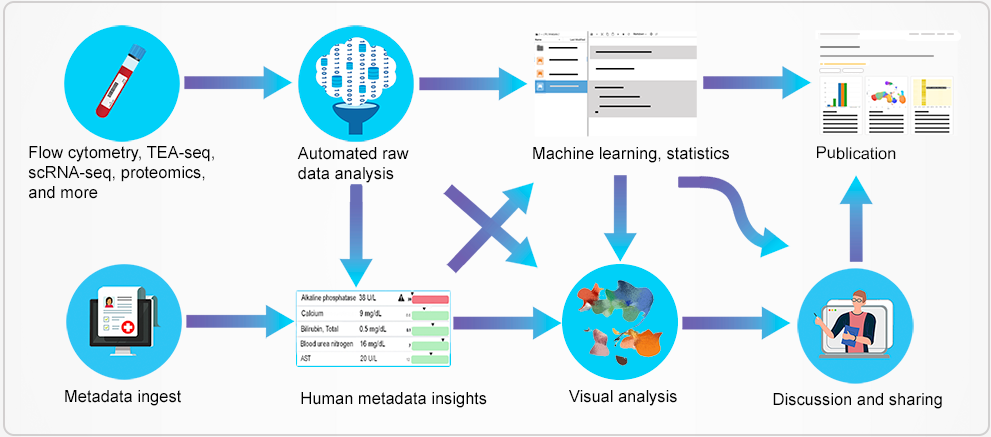 Flow cytometry, TEA-seq,
scRNA-seq, proteomics,
and more
Automated raw
data analysis
Machine learning, statistics
Publication
Alkaline phosphatase 38 U/L
Calcium 9 mg/dL
Bilirubin, Total 0.5 mg/dL
Blood urea nitrogen 16 mg/dL
AST 20 U/L
Metadata ingest
Human metadata insights
Visual analysis
Discussion and sharing